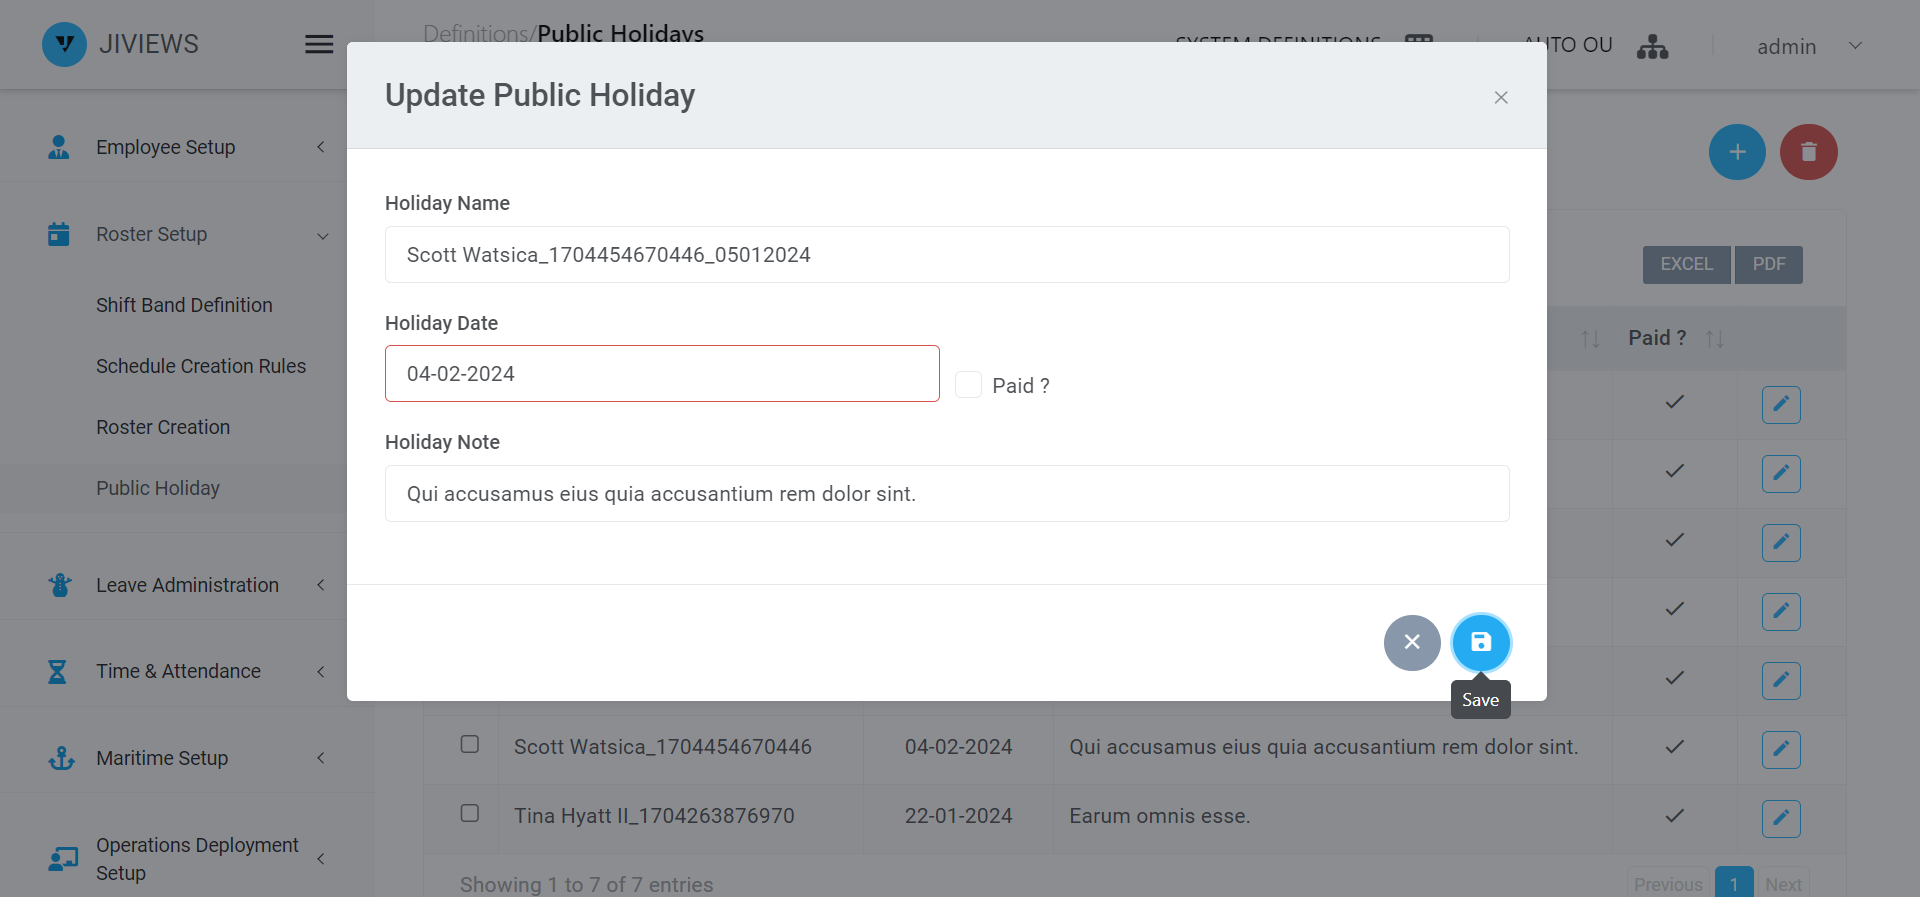 JIVIEWS
Definitions/Public Holidays
SYSTEM DEFINITIONS
AUTO OU
admin
Update Public Holiday
Employee Setup
Roster Setup
Shift Band Definition
Schedule Creation Rules
Roster Creation
Public Holiday
Leave Administration
Time & Attendance
Maritime Setup
Operations Deployment
Setup
Holiday Name
Scott Watsica_1704454670446_05012024
Holiday Date
04-02-2024
Paid ?
Holiday Note
Qui accusamus eius quia accusantium rem dolor sint.
Save
EXCEL PDF
Paid ?
Scott Watsica_1704454670446 04-02-2024 Qui accusamus eius quia accusantium rem dolor sint.
Tina Hyatt II_1704263876970 22-01-2024 Earum omnis esse.
Showing 1 to 7 of 7 entries
Previous 1 Next